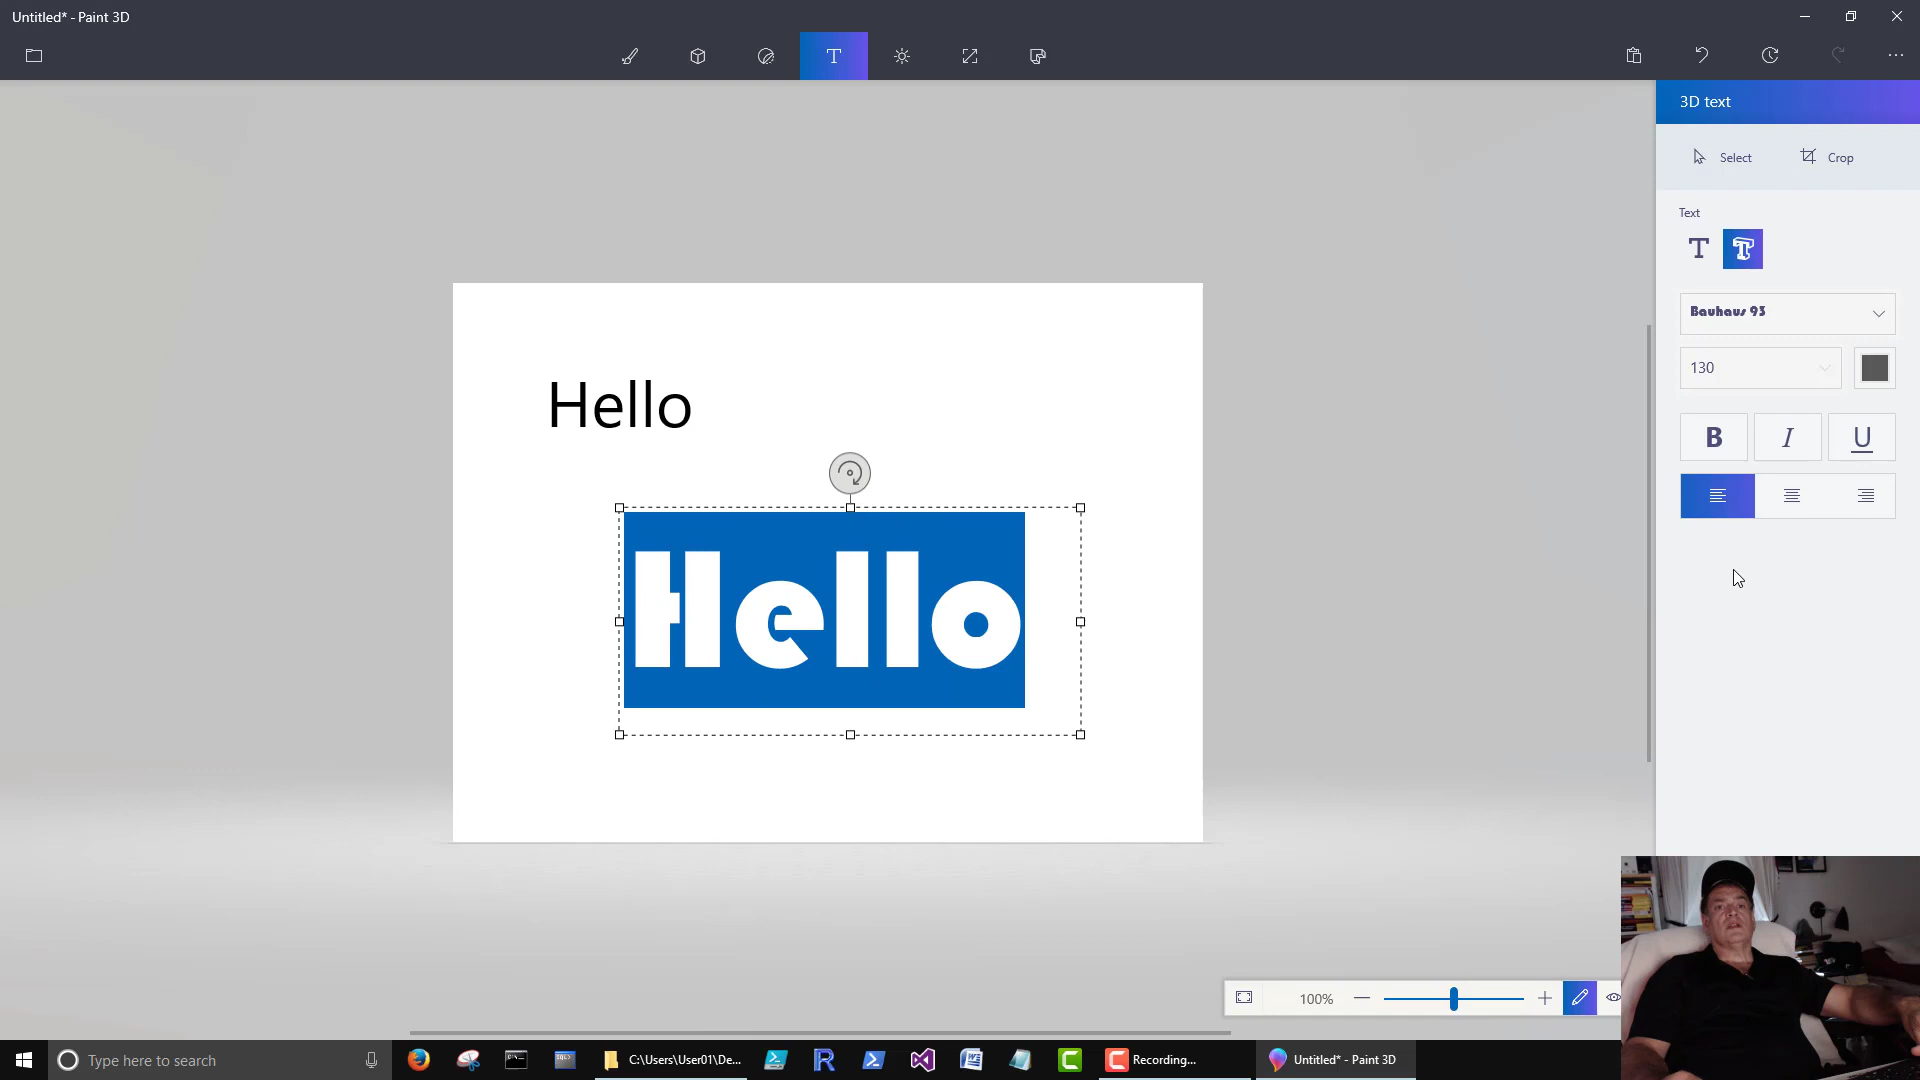 Untitled* - Paint 3D
3D text
Select Crop
Text
T T
Bauhaus 93
130
B I U
Hello
Hello
100%
Type here to search
C:\Users\User01\De...
Recording...
Untitled* - Paint 3D